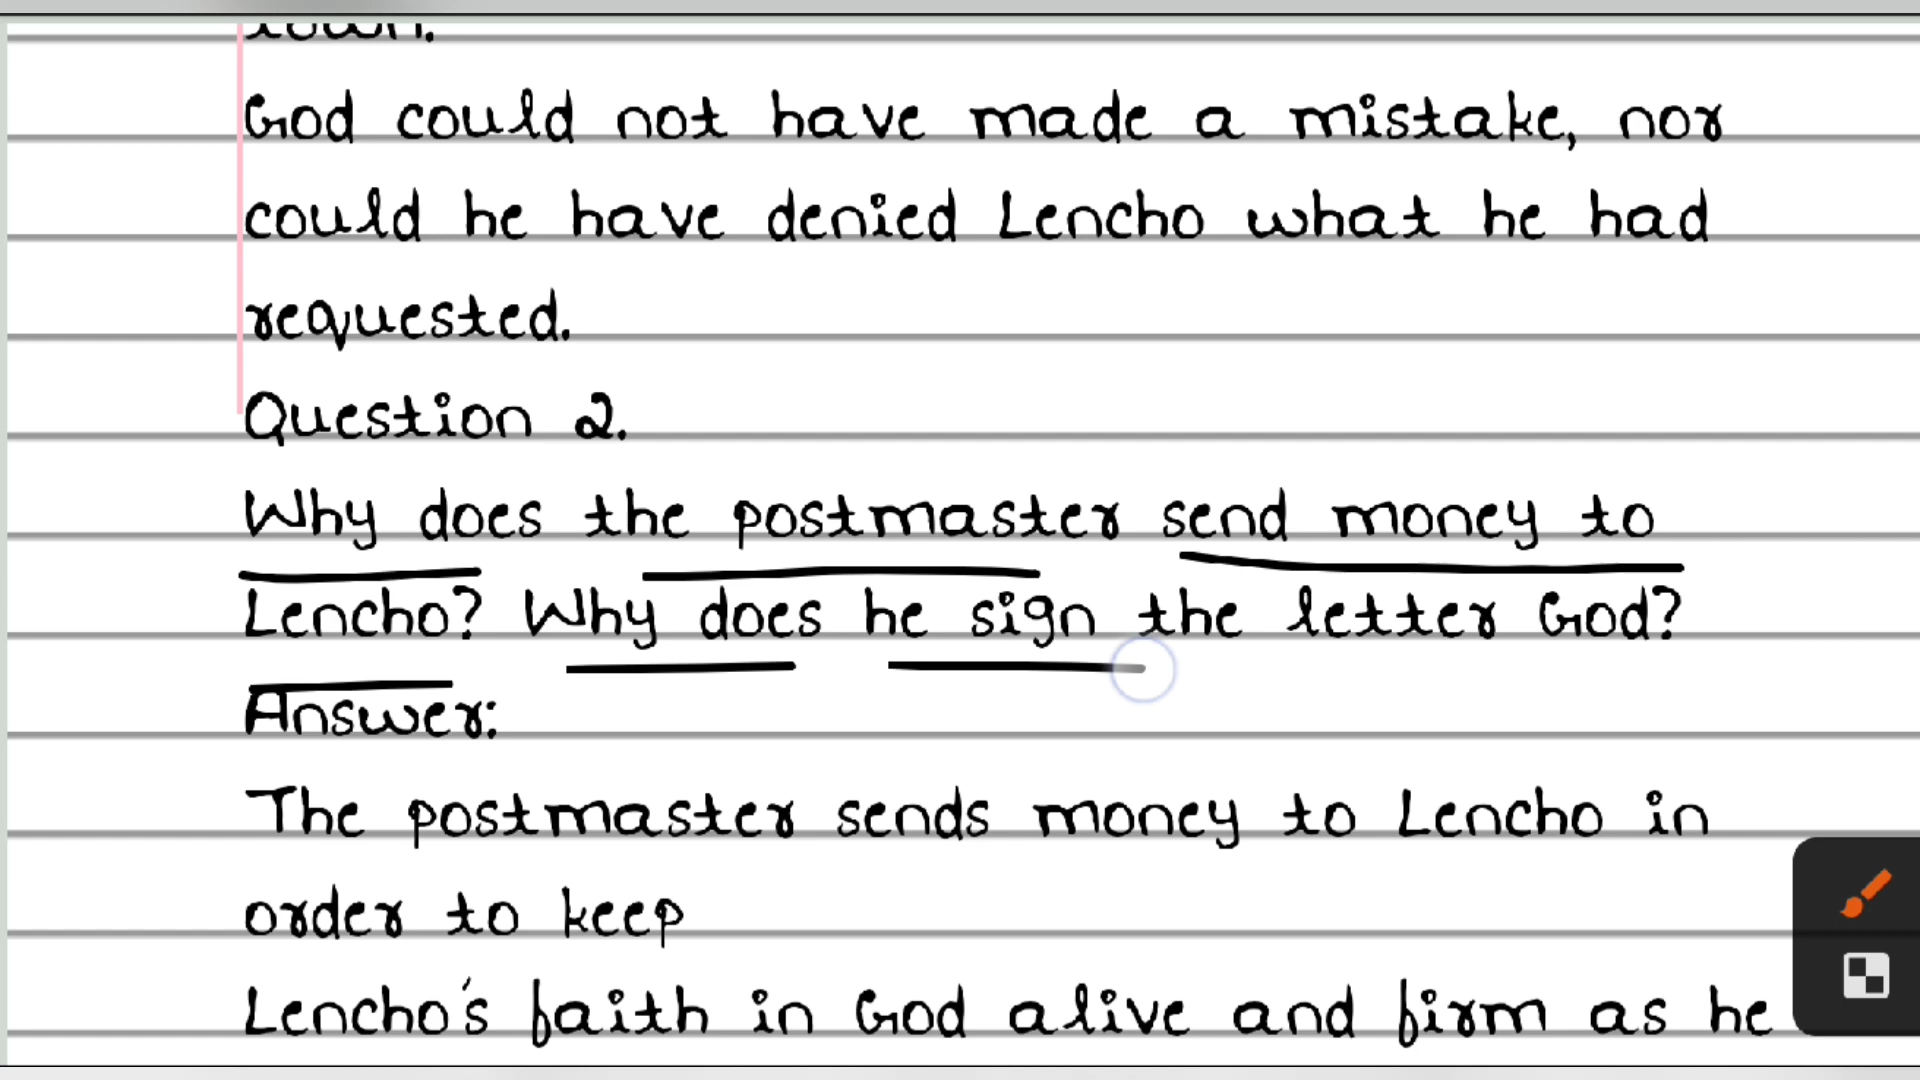 town.
God could not have made a mistake, nor
could he have denied Lencho what he had
requested.
Question 2.
Why does the postmaster send money to
Lencho? Why does he sign the letter God?
Answer:
The postmaster sends money to Lencho in
order to keep
Lencho's faith in God alive and firm as he